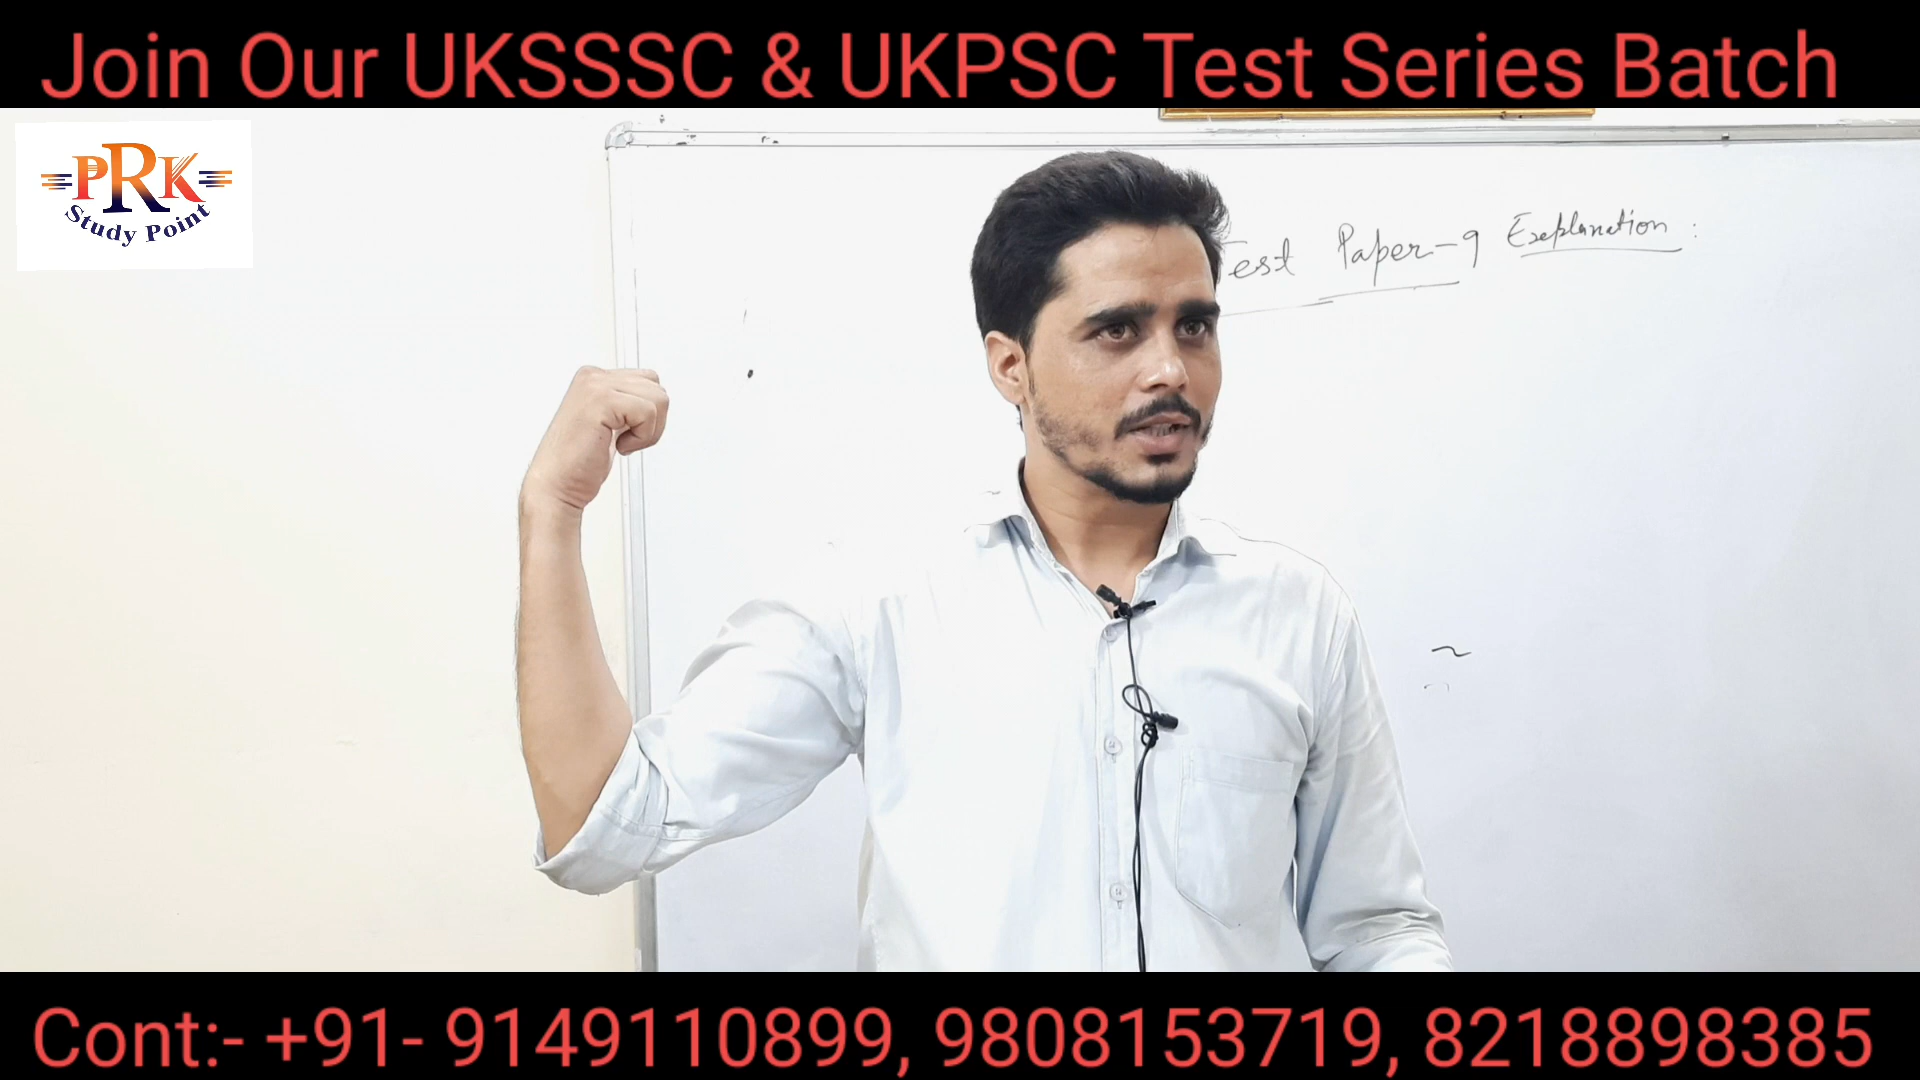 Join Our UKSSSC & UKPSC Test Series Batch
PRK
Study Point
Test Paper-9 Explanation :
Cont:- +91- 9149110899, 9808153719, 8218898385